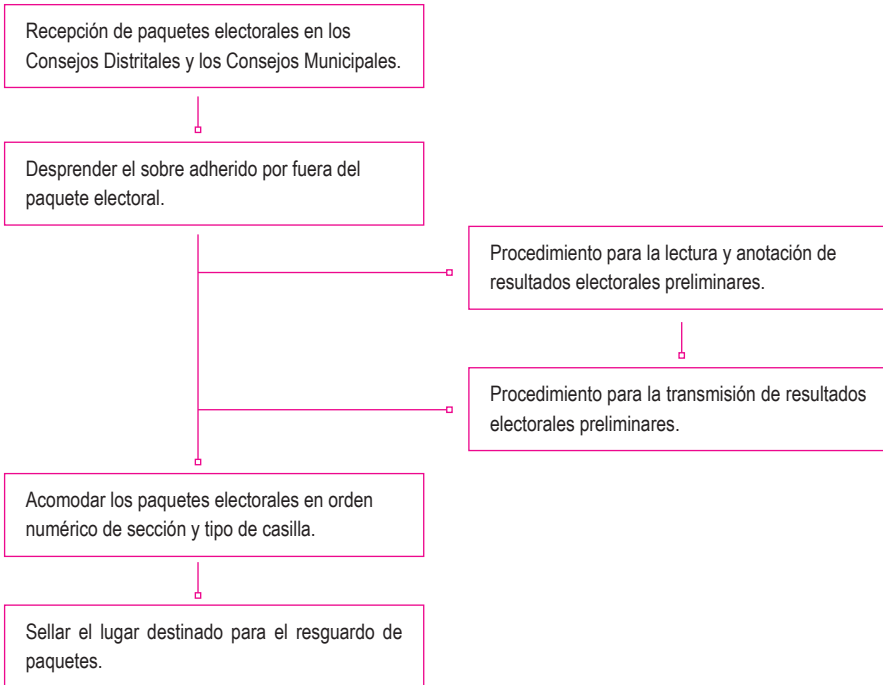 Recepción de paquetes electorales en los
Consejos Distritales y los Consejos Municipales.
Desprender el sobre adherido por fuera del
paquete electoral.
Procedimiento para la lectura y anotación de
resultados electorales preliminares.
Procedimiento para la transmisión de resultados
electorales preliminares.
Acomodar los paquetes electorales en orden
numérico de sección y tipo de casilla.
Sellar el lugar destinado para el resguardo de
paquetes.